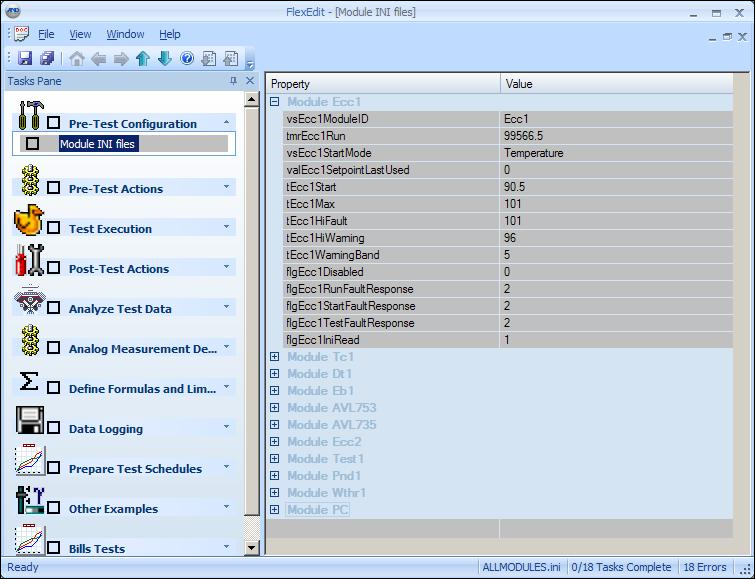 FlexEdit - [Module INI files]
File View Window Help
Tasks Pane
Pre-Test Configuration
Module INI files
Pre-Test Actions
Test Execution
Post-Test Actions
Analyze Test Data
Analog Measurement De...
Define Formulas and Lim...
Data Logging
Prepare Test Schedules
Other Examples
Bills Tests
Property Value
Module Ecc1
vsEcc1ModuleID Ecc1
tmrEcc1Run 99566.5
vsEcc1StartMode Temperature
valEcc1SetpointLastUsed 0
tEcc1Start 90.5
tEcc1Max 101
tEcc1HiFault 101
tEcc1HiWarning 96
tEcc1WarningBand 5
flgEcc1Disabled 0
flgEcc1RunFaultResponse 2
flgEcc1StartFaultResponse 2
flgEcc1TestFaultResponse 2
flgEcc1IniRead 1
Module Tc1
Module Dt1
Module Eb1
Module AVL753
Module AVL735
Module Ecc2
Module Test1
Module Pnd1
Module Wthr1
Module PC
Ready ALLMODULES.ini 0/18 Tasks Complete 18 Errors